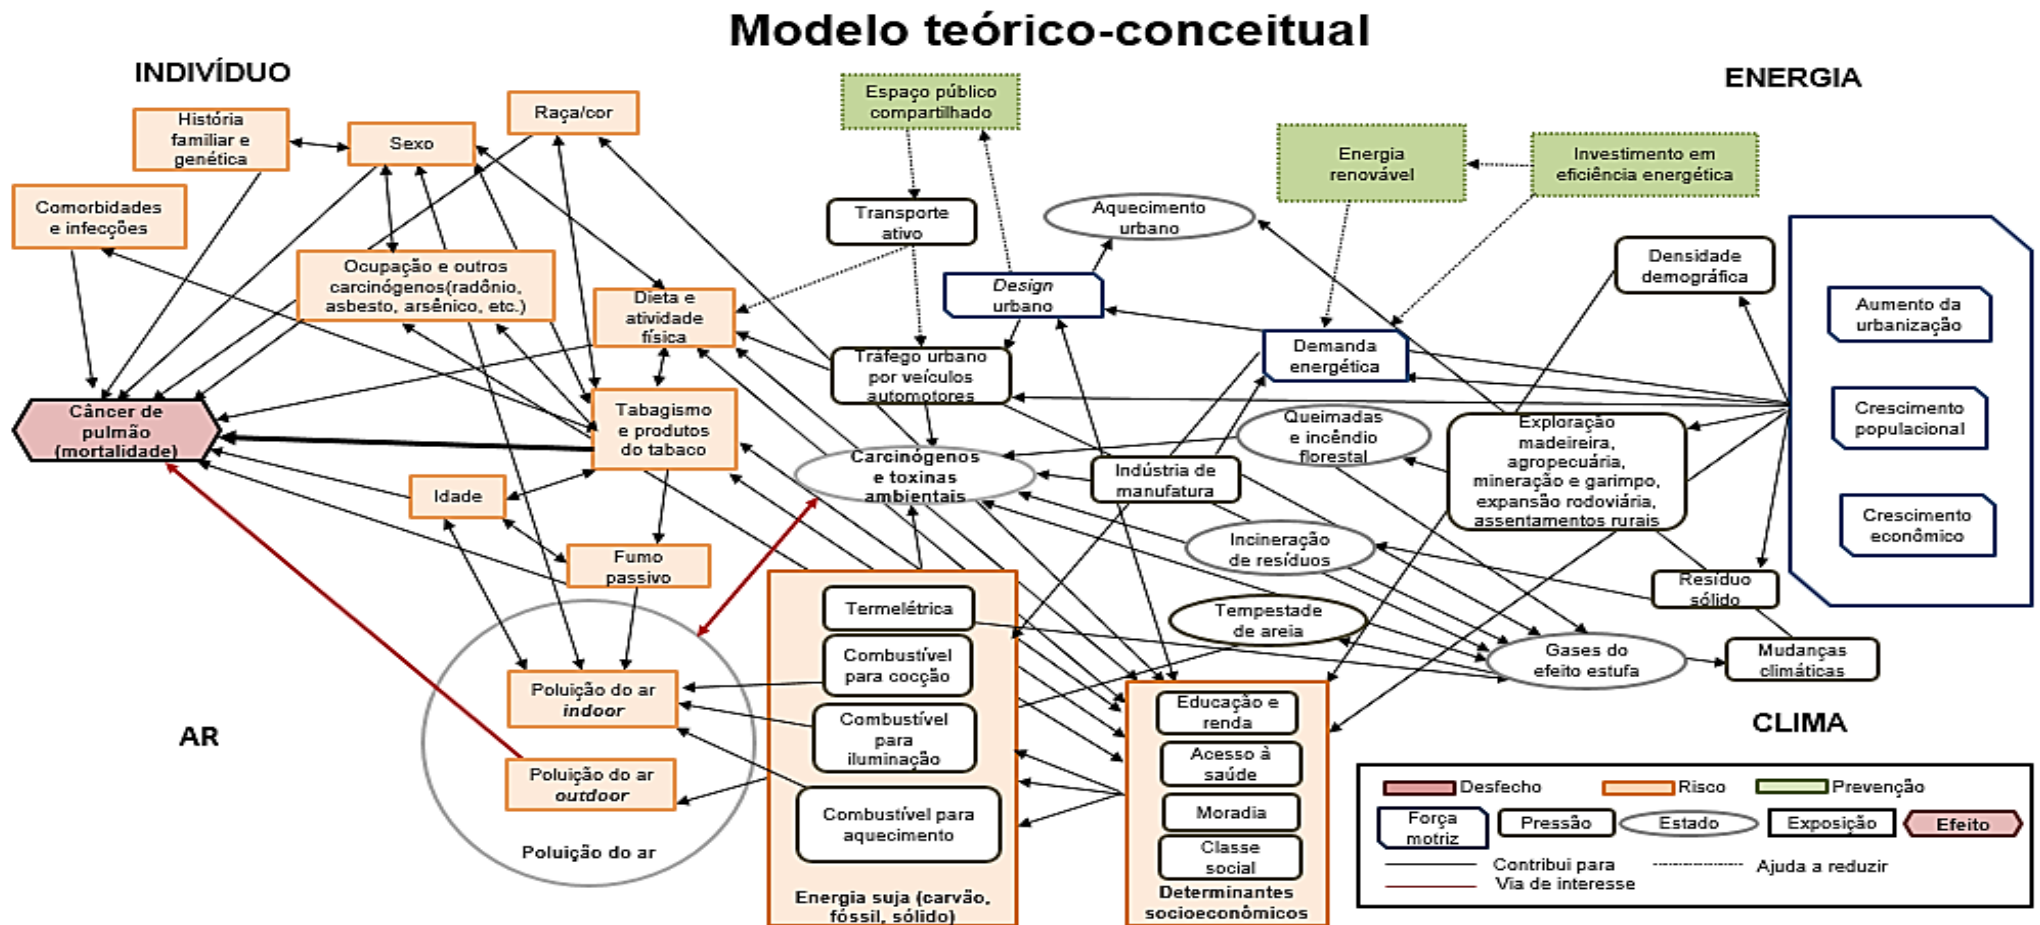 Modelo teórico-conceitual
INDIVÍDUO
ENERGIA
História
familiar e
genética
Sexo
Raça/cor
Comorbidades
e infecções
Ocupação e outros
carcinógenos(radônio,
asbesto, arsênico, etc.)
Dieta e
atividade
física
Câncer de
pulmão
(mortalidade)
Tabagismo
e produtos
do tabaco
Idade
Fumo
passivo
Espaço público
compartilhado
Transporte
ativo
Design
urbano
Aquecimento
urbano
Energia
renovável
Investimento em
eficiência energética
Densidade
demográfica
Aumento da
urbanização
Crescimento
populacional
Crescimento
econômico
Tráfego urbano
por veículos
automotores
Demanda
energética
Queimadas
e incêndio
florestal
Exploração
madeireira,
agropecuária,
mineração e garimpo,
expansão rodoviária,
assentamentos rurais
Carcinógenos
e toxinas
ambientais
Indústria de
manufatura
Incineração
de resíduos
Resíduo
sólido
Tempestade
de areia
Gases do
efeito estufa
Mudanças
climáticas
AR
Poluição do ar
indoor
Poluição do ar
outdoor
Poluição do ar
Termelétrica
Combustível
para cocção
Combustível
para
iluminação
Combustível para
aquecimento
Energia suja (carvão,
fóssil, sólido)
Educação e
renda
Acesso à
saúde
Moradia
Classe
social
Determinantes
socioeconômicos
CLIMA
Desfecho
Risco
Prevenção
Força
motriz
Pressão
Estado
Exposição
Efeito
Contribui para
Ajuda a reduzir
Via de interesse